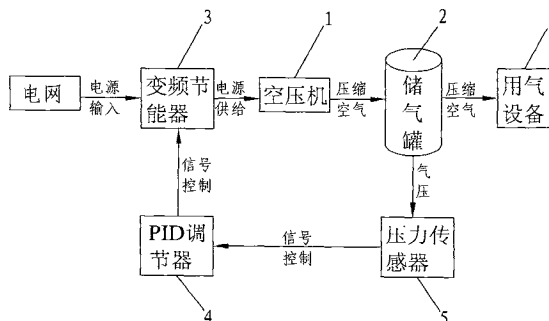 3
1
2
电网
电源
输入
变频节
能器
电源
供给
空压机
压缩
空气
储
气
罐
压缩
空气
用气
设备
信号
控制
气
压
PID调
节器
信号
控制
压力传
感器
4
5